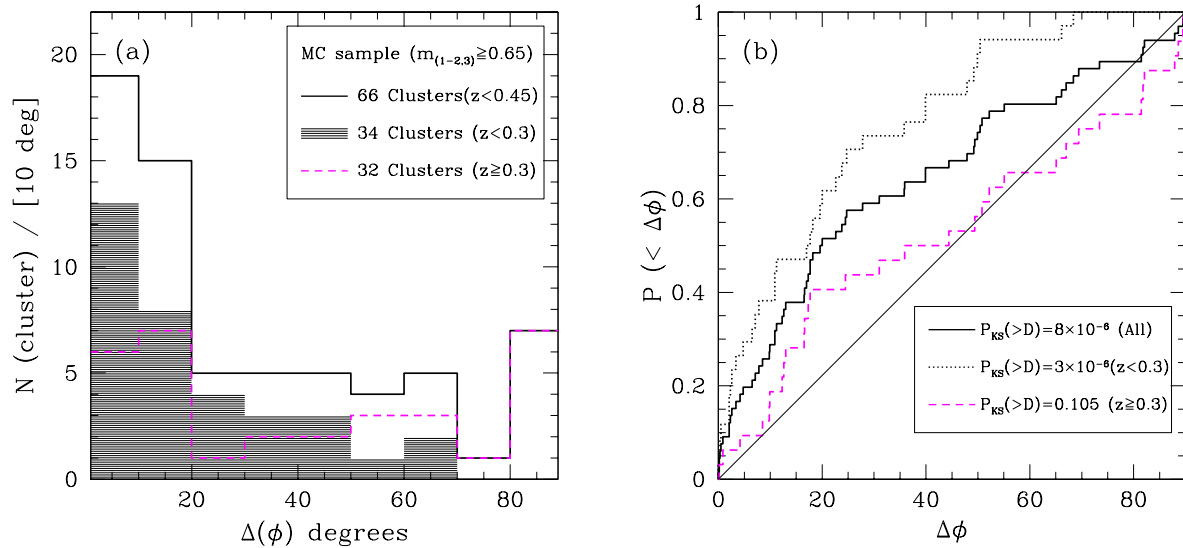 (a)
MC sample (m(1-2,3)≥0.65)
66 Clusters(z<0.45)
34 Clusters (z<0.3)
32 Clusters (z≧0.3)
N (cluster) / [10 deg]
20
15
10
5
0
0 20 40 60 80
Δ(ϕ) degrees
(b)
P (< Δϕ)
1
0.8
0.6
0.4
0.2
0
PKS(>D)=8×10⁻⁶ (All)
PKS(>D)=3×10⁻⁶(z<0.3)
PKS(>D)=0.105 (z≧0.3)
0 20 40 60 80
Δϕ